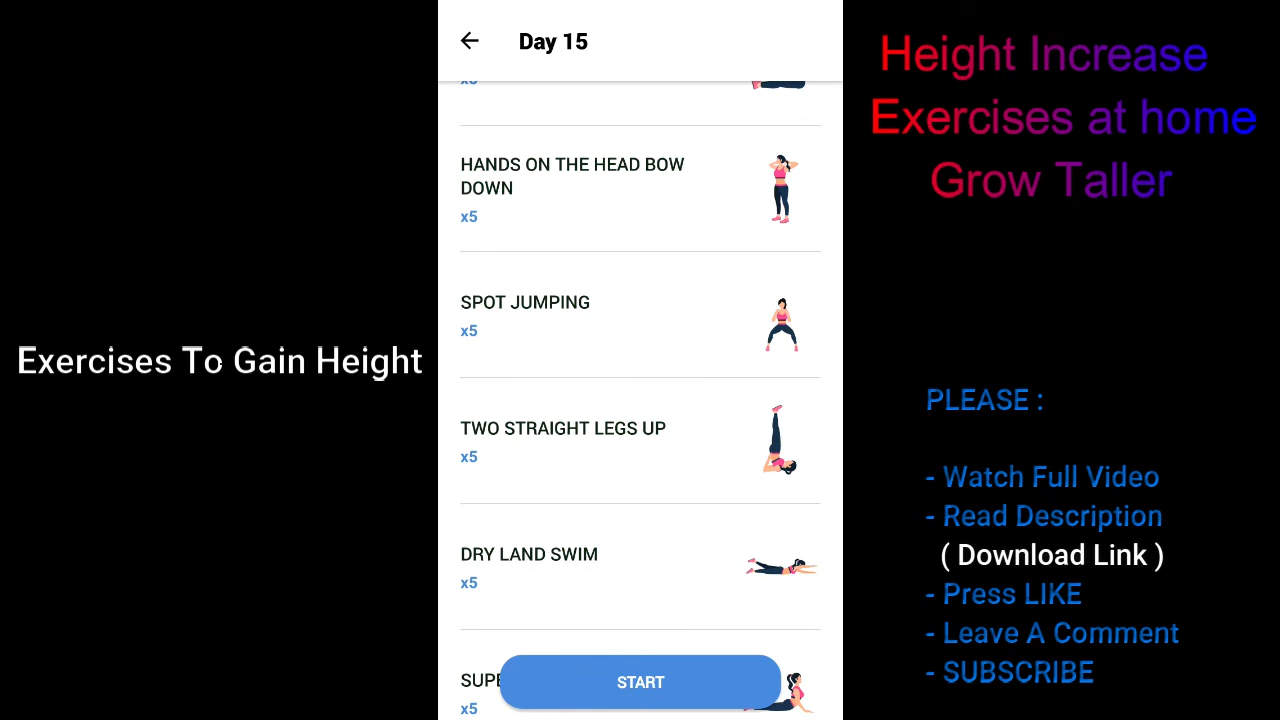 Exercises To Gain Height
Day 15
HANDS ON THE HEAD BOW
DOWN
x5
SPOT JUMPING
x5
TWO STRAIGHT LEGS UP
x5
DRY LAND SWIM
x5
x5
START
Height Increase
Exercises at home
Grow Taller
PLEASE :
- Watch Full Video
- Read Description
( Download Link )
- Press LIKE
- Leave A Comment
- SUBSCRIBE